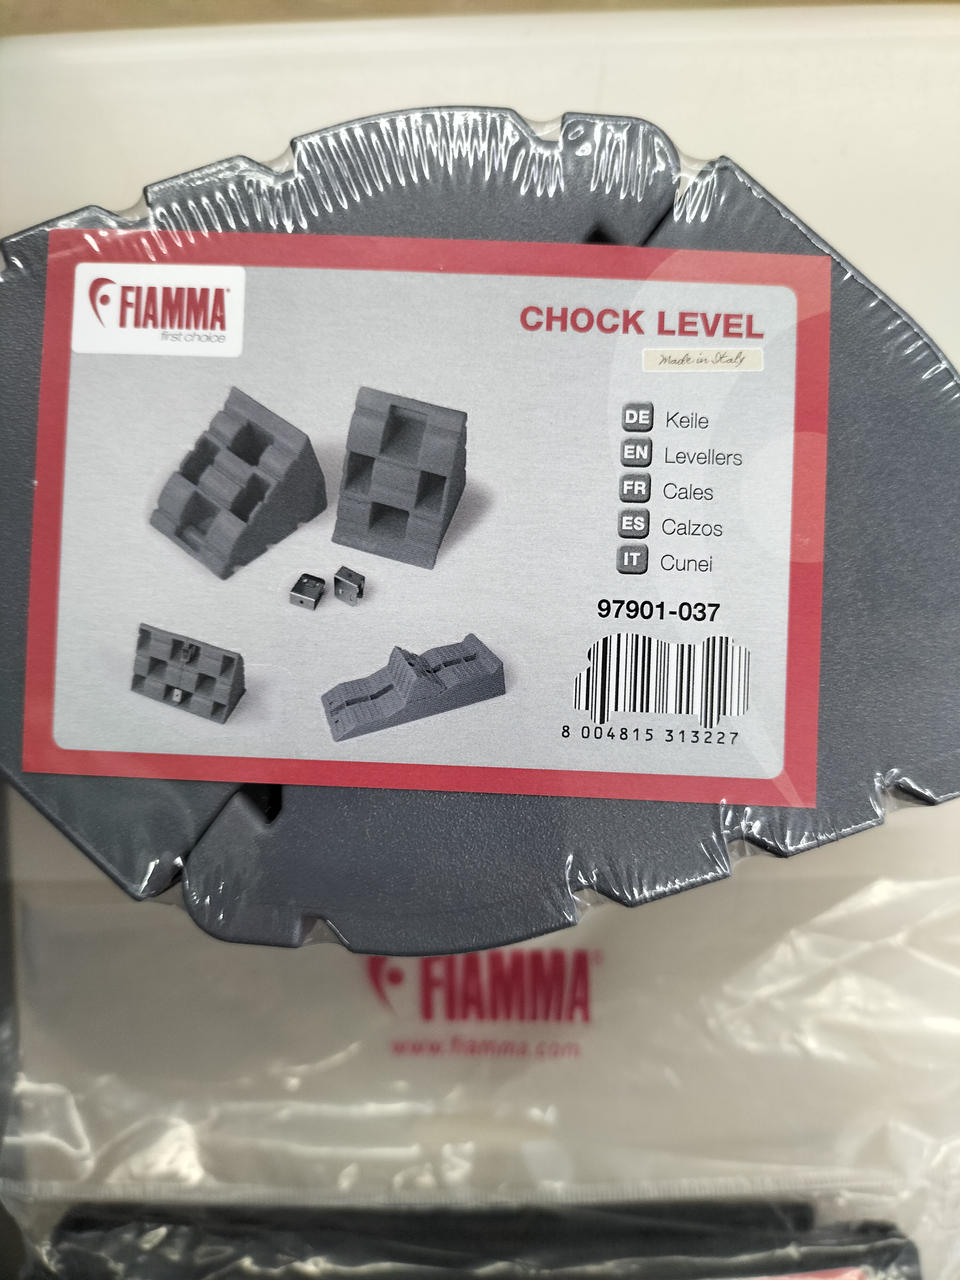 FIAMMA®
first choice
CHOCK LEVEL
Made in Italy
DE Keile
EN Levellers
FR Cales
ES Calzos
IT Cunei
97901-037
8 004815 313227
FIAMMA®
www.fiamma.com